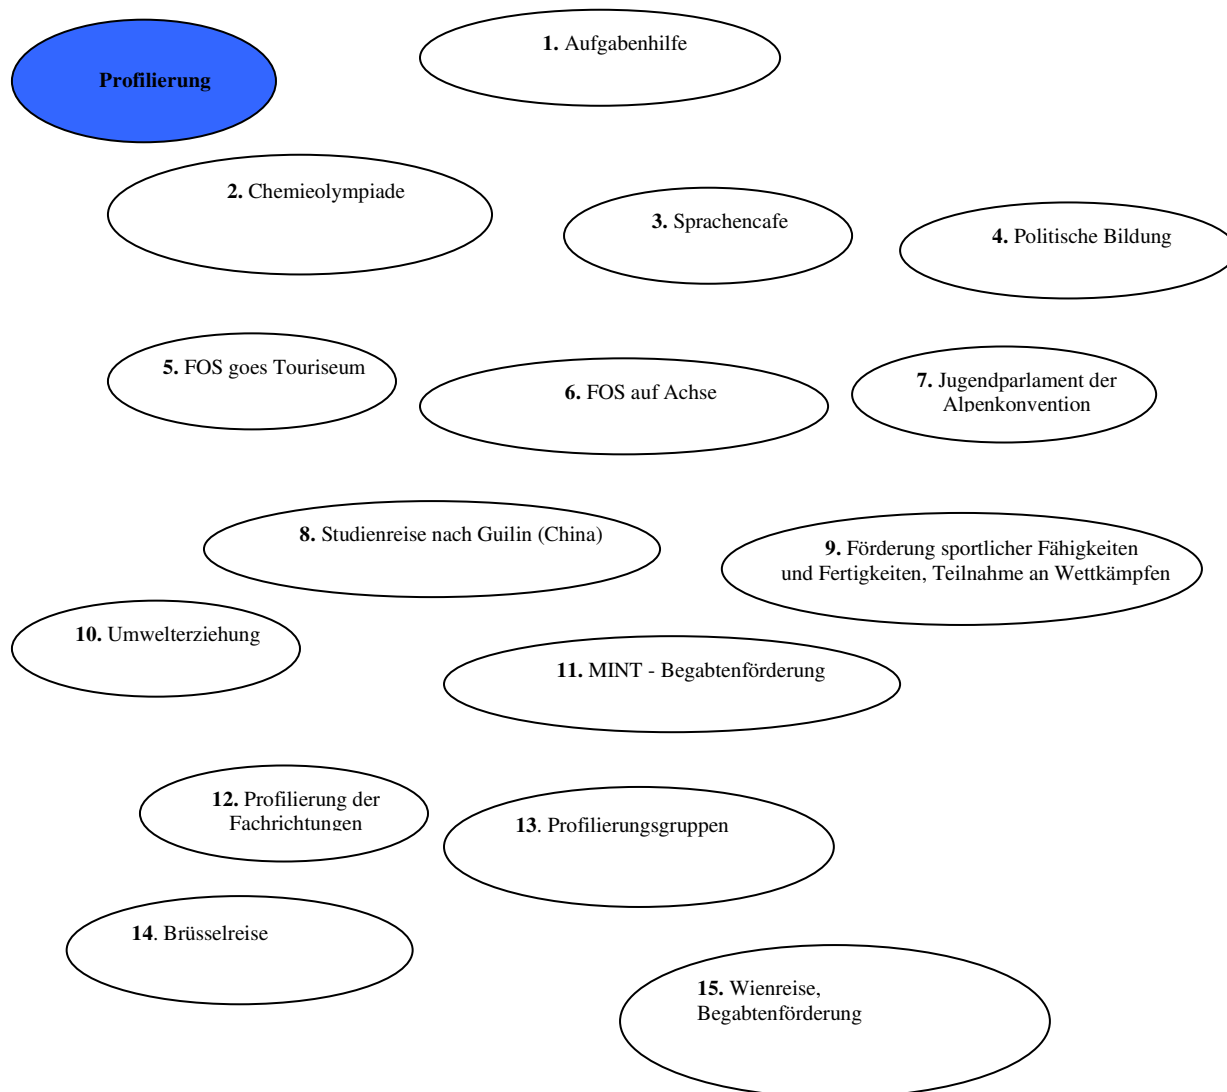 Profilierung
1. Aufgabenhilfe
2. Chemieolympiade
3. Sprachencafe
4. Politische Bildung
5. FOS goes Touriseum
6. FOS auf Achse
7. Jugendparlament der
Alpenkonvention
8. Studienreise nach Guilin (China)
9. Förderung sportlicher Fähigkeiten
und Fertigkeiten, Teilnahme an Wettkämpfen
10. Umwelterziehung
11. MINT - Begabtenförderung
12. Profilierung der
Fachrichtungen
13. Profilierungsgruppen
14. Brüsselreise
15. Wienreise,
Begabtenförderung